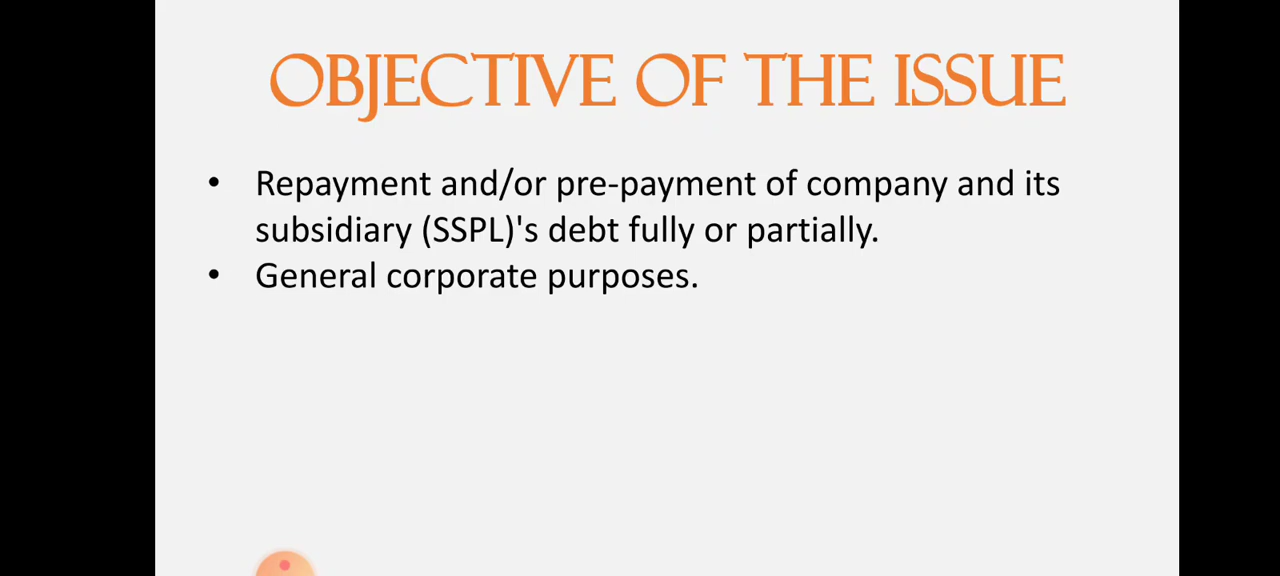 OBJECTIVE OF THE ISSUE
• Repayment and/or pre-payment of company and its
subsidiary (SSPL)'s debt fully or partially.
• General corporate purposes.